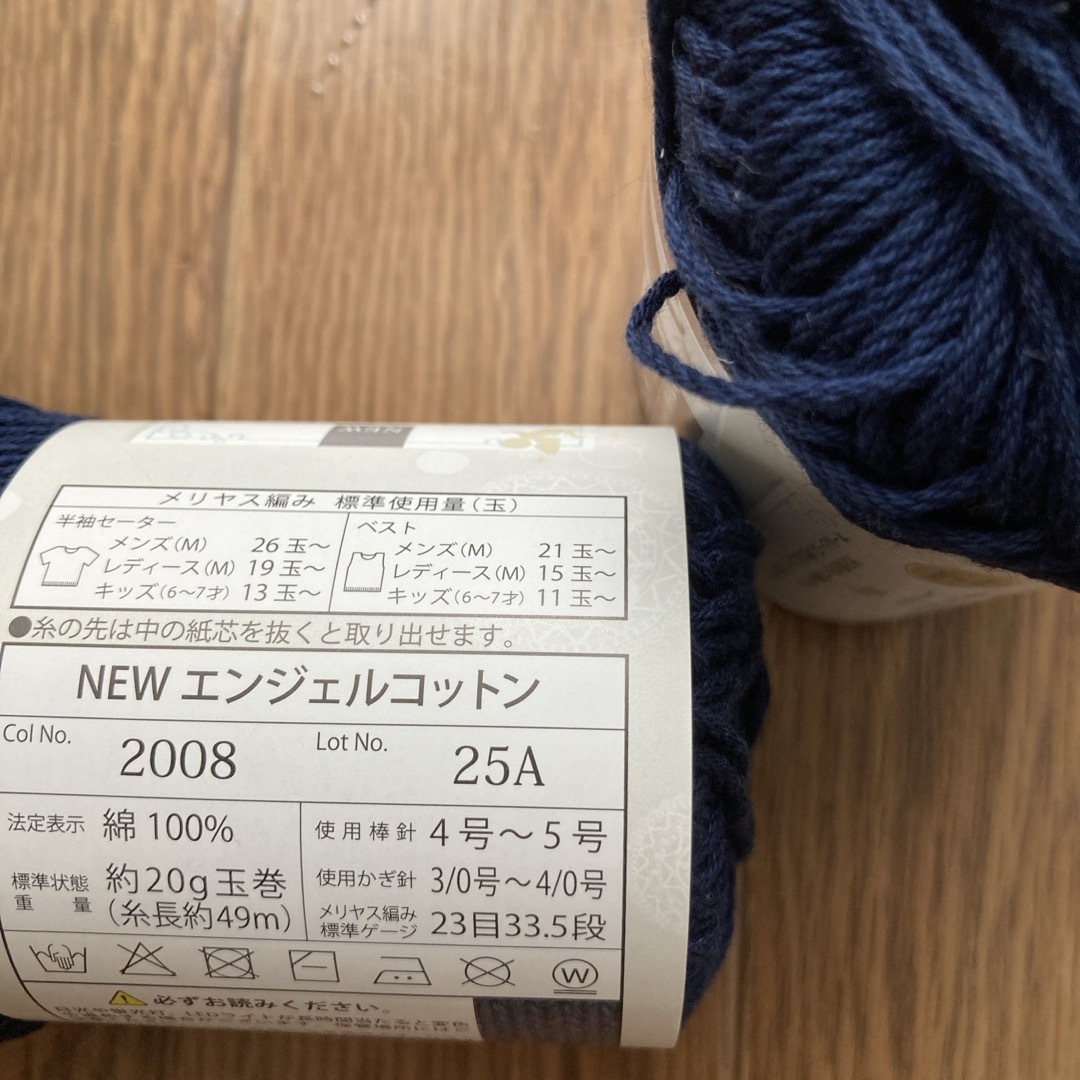 NEW
メリヤス編み 標準使用量(玉)
半袖セーター
メンズ(M) 26玉〜
レディース(M) 19玉〜
キッズ(6〜7才) 13玉〜
ベスト
メンズ(M) 21玉〜
レディース(M) 15玉〜
キッズ(6〜7才) 11玉〜
●糸の先は中の紙芯を抜くと取り出せます。
NEW エンジェルコットン
Col No. 2008 Lot No. 25A
法定表示 綿 100%
標準状態重量 約20g玉巻
(糸長約49m)
使用棒針 4号〜5号
使用かぎ針 3/0号〜4/0号
メリヤス編み
標準ゲージ 23目33.5段
W
必ずお読みください。